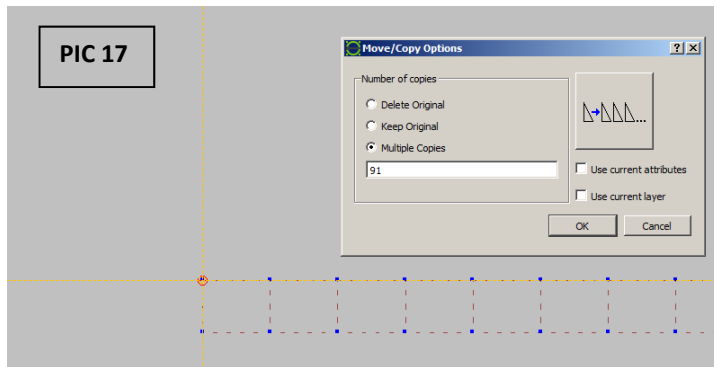 PIC 17
Move/Copy Options
Number of copies
Delete Original
Keep Original
Multiple Copies
91
Use current attributes
Use current layer
OK
Cancel